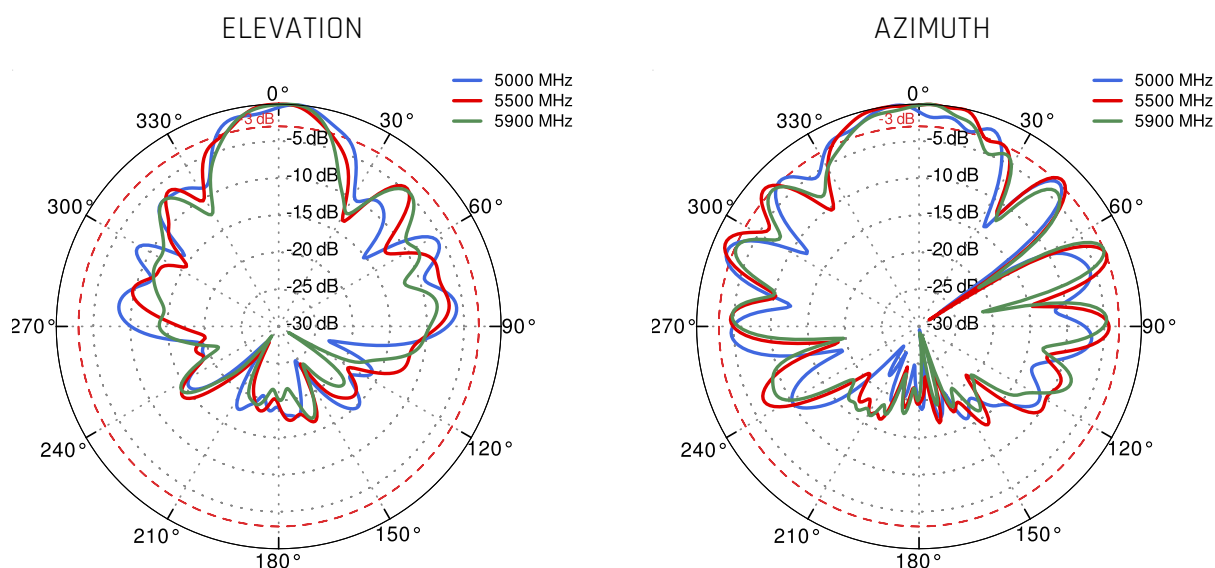 ELEVATION
5000 MHz
5500 MHz
5900 MHz
0°
30°
60°
90°
120°
150°
180°
210°
240°
270°
300°
330°
3 dB
-5 dB
-10 dB
-15 dB
-20 dB
-25 dB
-30 dB
AZIMUTH
5000 MHz
5500 MHz
5900 MHz
0°
30°
60°
90°
120°
150°
180°
210°
240°
270°
300°
330°
-3 dB
-5 dB
-10 dB
-15 dB
-20 dB
-25 dB
-30 dB